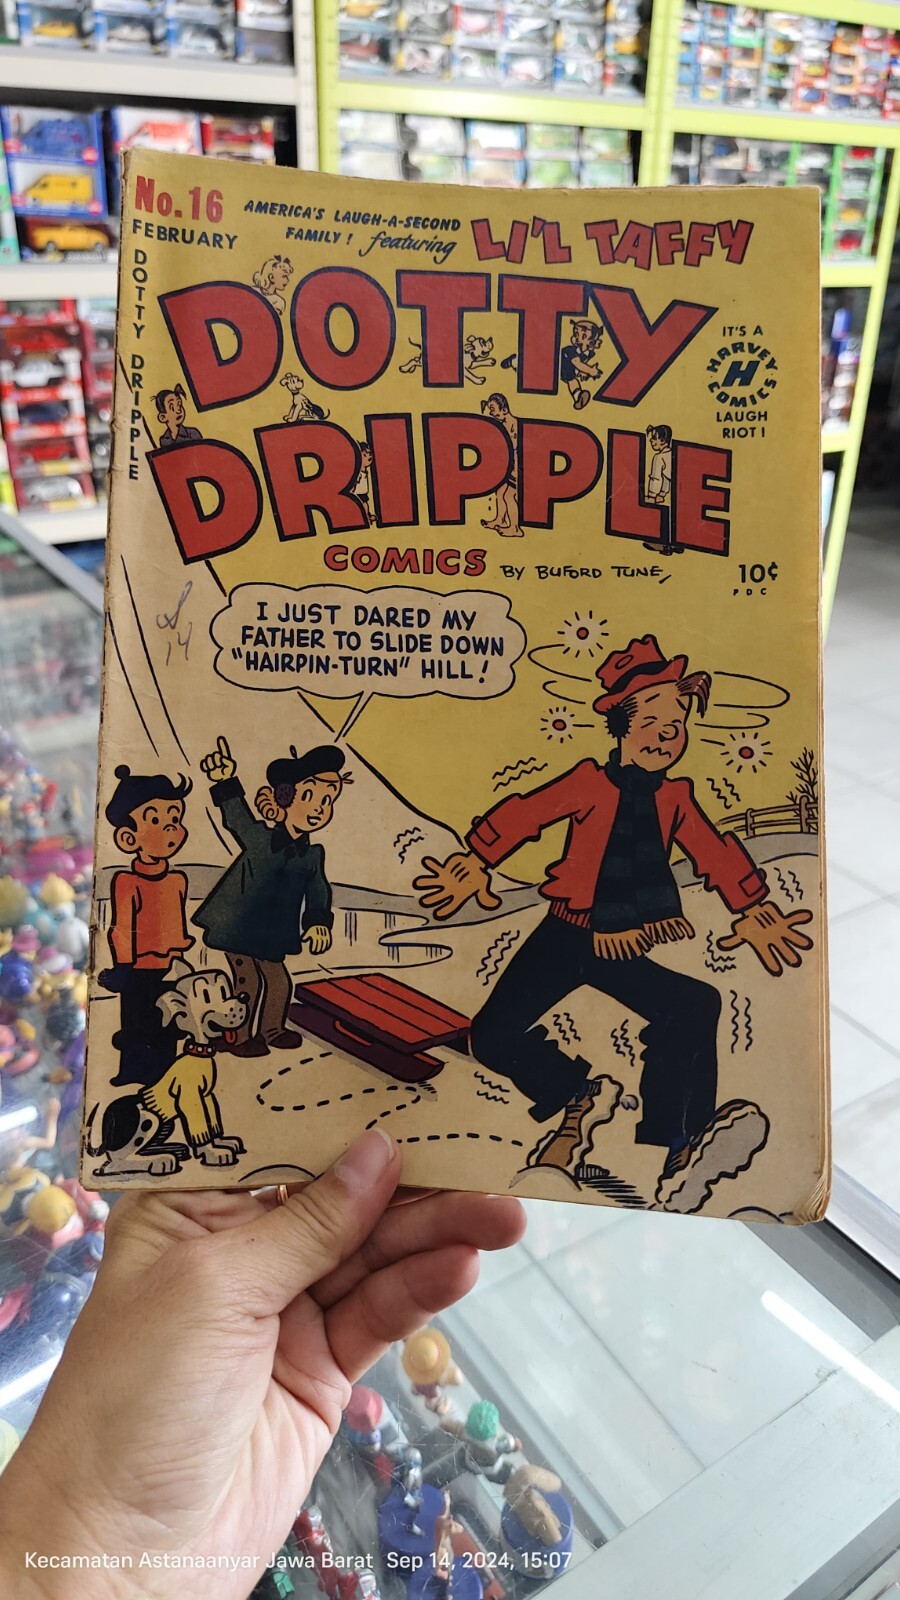 No.16
FEBRUARY
AMERICA'S LAUGH-A-SECOND
FAMILY! featuring
LI'L TAFFY
DOTTY DRIPPLE
DOTTY
DRIPPLE
COMICS
BY BUFORD TUNE
IT'S A
HARVEY
H
COMICS
LAUGH
RIOT!
10¢
PDC
14
I JUST DARED MY
FATHER TO SLIDE DOWN
"HAIRPIN-TURN" HILL!
Kecamatan Astanaanyar Jawa Barat Sep 14, 2024, 15:07